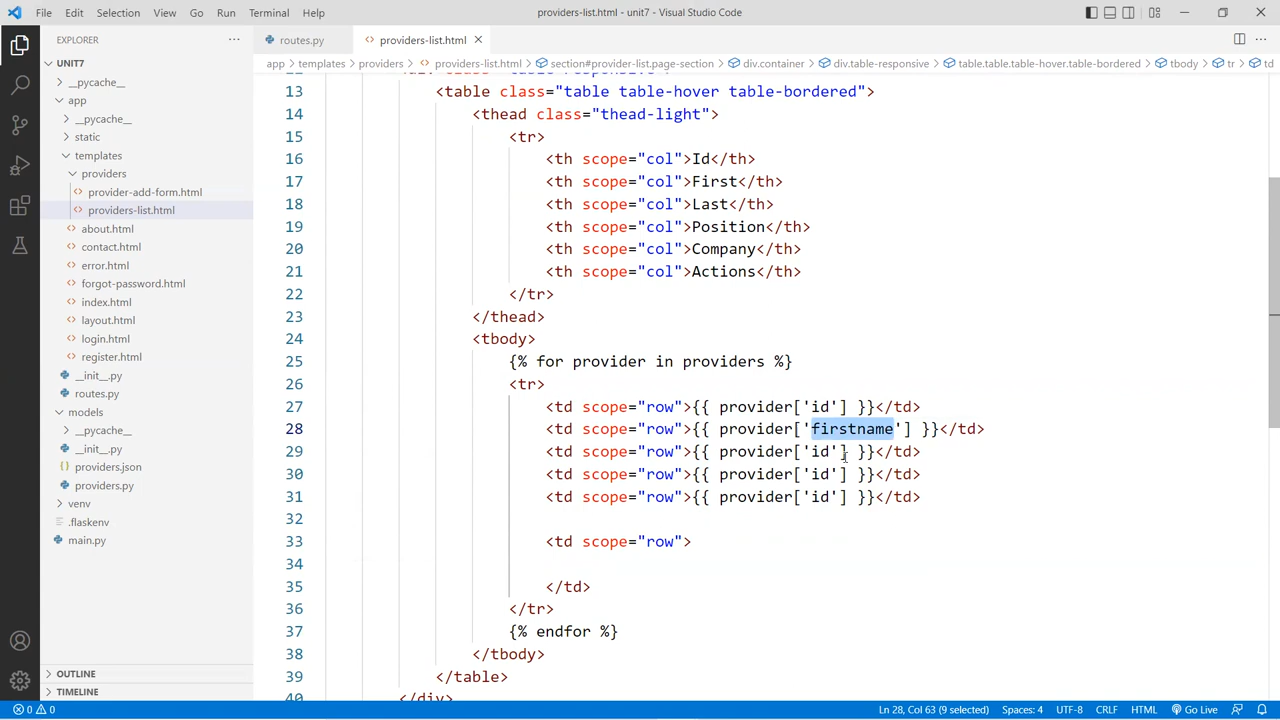 File Edit Selection View Go Run Terminal Help providers-list.html - Visual Studio Code
EXPLORER
UNIT7
__pycache__
app
__pycache__
static
templates
providers
provider-add-form.html
providers-list.html
about.html
contact.html
error.html
forgot-password.html
index.html
layout.html
login.html
register.html
__init__.py
routes.py
models
__pycache__
__init__.py
providers.json
providers.py
venv
.flaskenv
main.py
OUTLINE
TIMELINE
routes.py providers-list.html
app > templates > providers > providers-list.html > section#provider-list.page-section > div.container > div.table-responsive > table.table.table-hover.table-bordered > tbody > tr > td
13 <table class="table table-hover table-bordered">
14 <thead class="thead-light">
15 <tr>
16 <th scope="col">Id</th>
17 <th scope="col">First</th>
18 <th scope="col">Last</th>
19 <th scope="col">Position</th>
20 <th scope="col">Company</th>
21 <th scope="col">Actions</th>
22 </tr>
23 </thead>
24 <tbody>
25 {% for provider in providers %}
26 <tr>
27 <td scope="row">{{ provider['id'] }}</td>
28 <td scope="row">{{ provider['firstname'] }}</td>
29 <td scope="row">{{ provider['id'] }}</td>
30 <td scope="row">{{ provider['id'] }}</td>
31 <td scope="row">{{ provider['id'] }}</td>
32
33 <td scope="row">
34
35 </td>
36 </tr>
37 {% endfor %}
38 </tbody>
39 </table>
40 </div>
0 0 Ln 28, Col 63 (9 selected) Spaces: 4 UTF-8 CRLF HTML Go Live